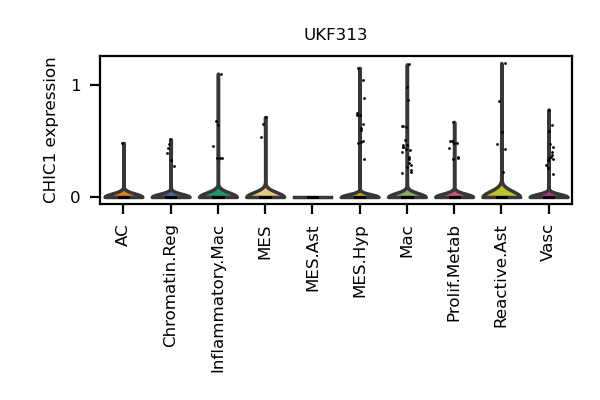 UKF313
CHIC1 expression
1
0
AC
Chromatin.Reg
Inflammatory.Mac
MES
MES.Ast
MES.Hyp
Mac
Prolif.Metab
Reactive.Ast
Vasc